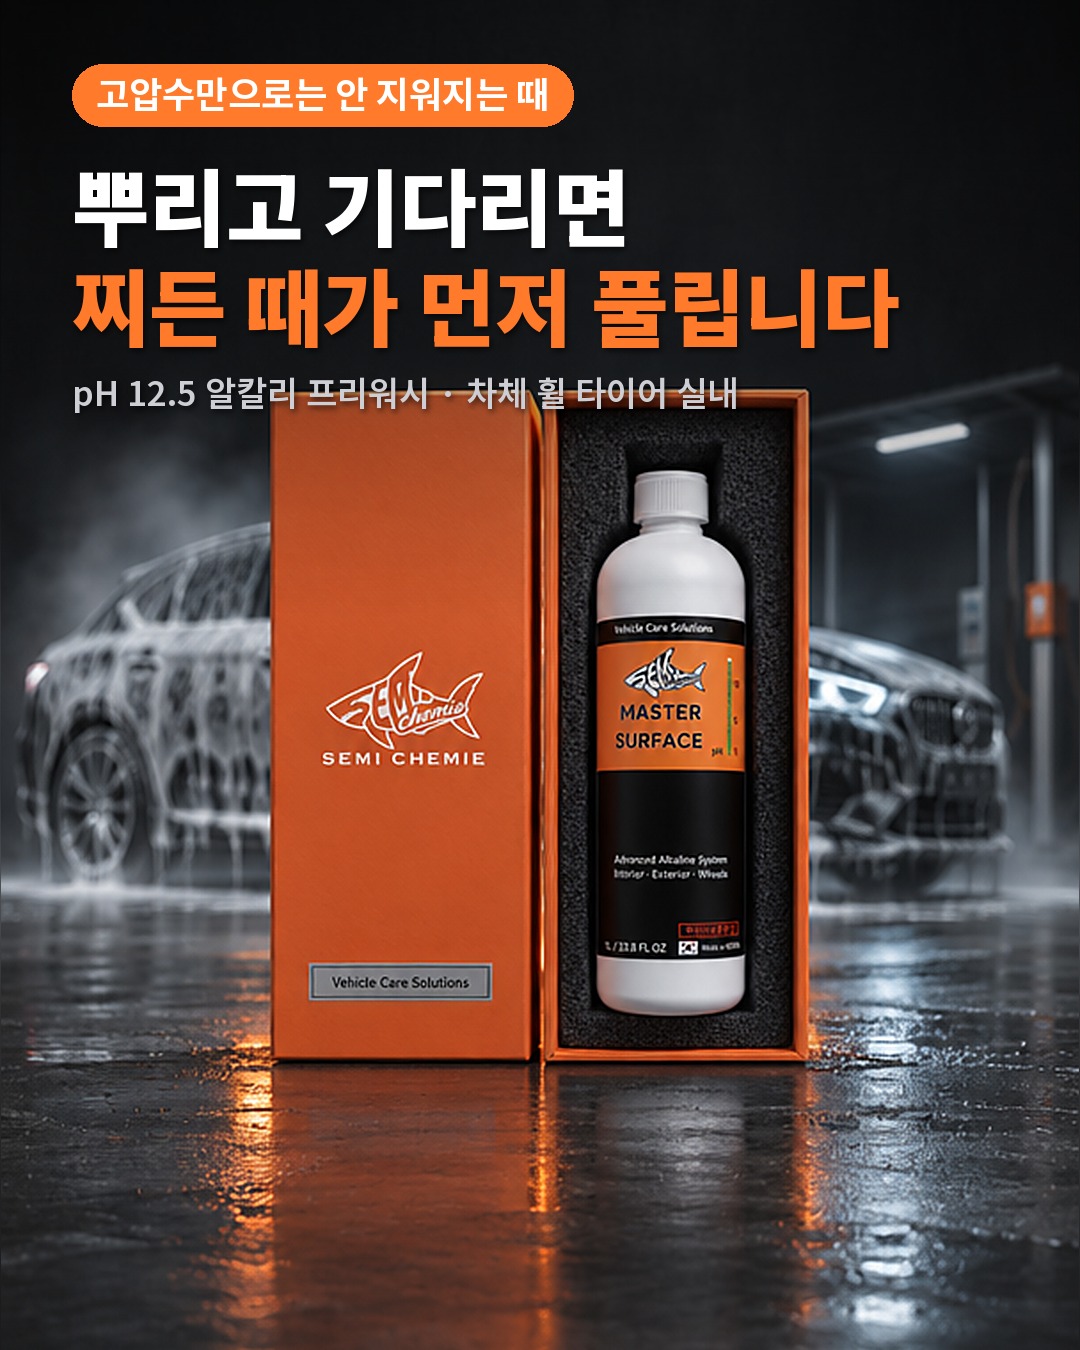 고압수만으로는 안 지워지는 때
뿌리고 기다리면
찌든 때가 먼저 풀립니다
pH 12.5 알칼리 프리워시 · 차체 휠 타이어 실내
SEMI Chemie
SEMI CHEMIE
Vehicle Care Solutions
Vehicle Care Solutions
SEMI
MASTER
SURFACE
pH
Advanced Alkaline System
Interior · Exterior · Wheels
FL OZ